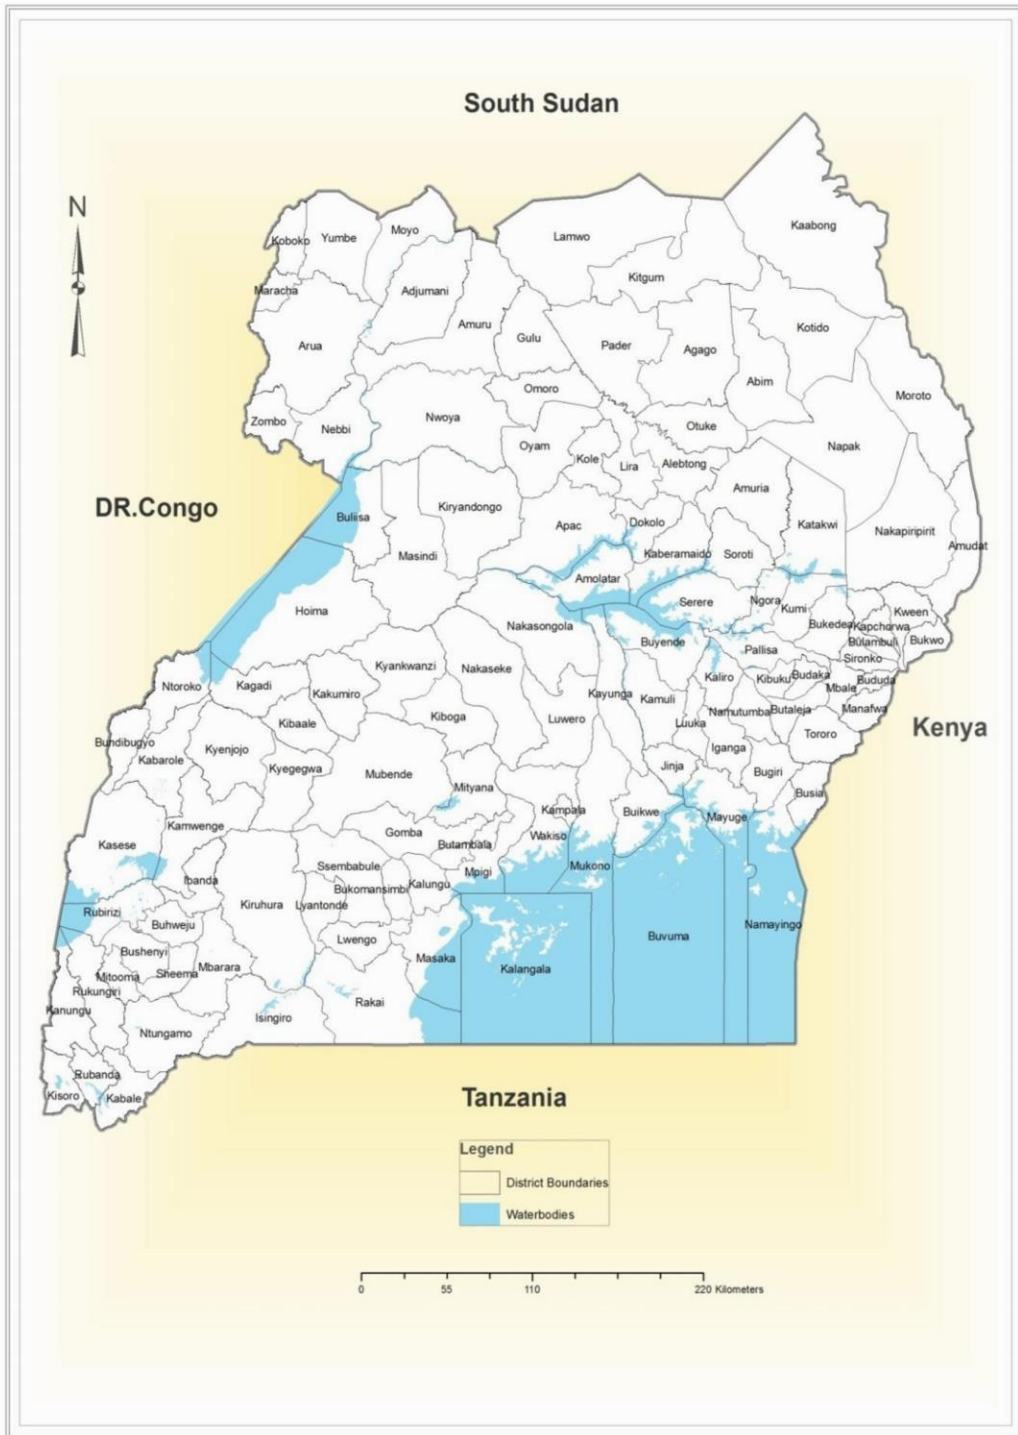 South Sudan
N
Kaabong
Koboko
Yumbe
Moyo
Lamwo
Kitgum
Maracha
Adjumani
Amuru
Gulu
Pader
Agago
Kotido
Arua
Abim
Moroto
Omoro
Zombo
Nebbi
Nwoya
Otuke
Napak
Oyam
Kole
Lira
Alebtong
DR.Congo
Buliisa
Kiryandongo
Amuria
Apac
Dokolo
Katakwi
Nakapiripirit
Amudat
Masindi
Kaberamaido
Soroti
Amolatar
Hoima
Serere
Ngora
Kumi
Nakasongola
Bukedea
Kapchorwa
Kween
Buyende
Pallisa
Bulambuli
Bukwo
Sironko
Ntoroko
Kagadi
Kakumiro
Kyankwanzi
Nakaseke
Kayunga
Kamuli
Kaliro
Kibuku
Budaka
Mbale
Bududa
Kibaale
Kiboga
Luwero
Luuka
Namutumba
Butaleja
Manafwa
Bundibugyo
Kabarole
Kyenjojo
Kyegegwa
Iganga
Tororo
Kenya
Mubende
Mityana
Jinja
Bugiri
Busia
Kasese
Kamwenge
Gomba
Butambala
Kampala
Wakiso
Buikwe
Mayuge
Ibanda
Ssembabule
Bukomansimbi
Kalungu
Mpigi
Mukono
Rubirizi
Kiruhura
Lyantonde
Buhweju
Lwengo
Masaka
Kalangala
Buvuma
Namayingo
Bushenyi
Mitooma
Sheema
Mbarara
Rukungiri
Kanungu
Isingiro
Rakai
Ntungamo
Rubanda
Kisoro
Kabale
Tanzania
Legend
District Boundaries
Waterbodies
0 55 110 220 Kilometers